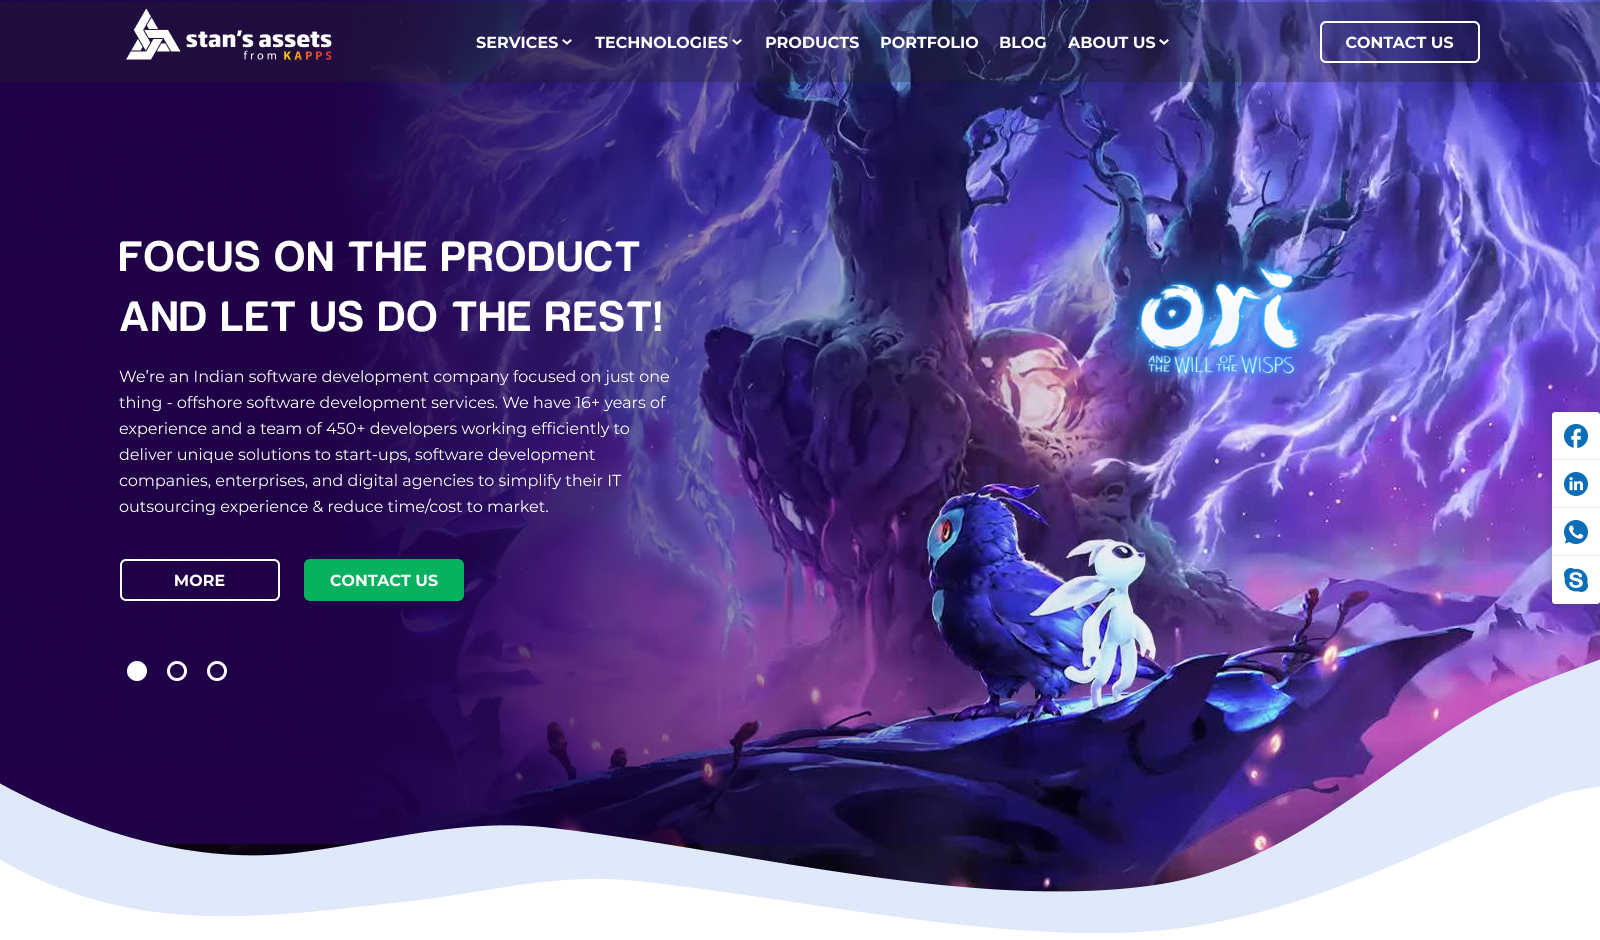 stan's assets
from KAPPS
SERVICES TECHNOLOGIES PRODUCTS PORTFOLIO BLOG ABOUT US CONTACT US
FOCUS ON THE PRODUCT
AND LET US DO THE REST!
We’re an Indian software development company focused on just one
thing - offshore software development services. We have 16+ years of
experience and a team of 450+ developers working efficiently to
deliver unique solutions to start-ups, software development
companies, enterprises, and digital agencies to simplify their IT
outsourcing experience & reduce time/cost to market.
MORE CONTACT US
ori
AND THE WILL OF THE WISPS